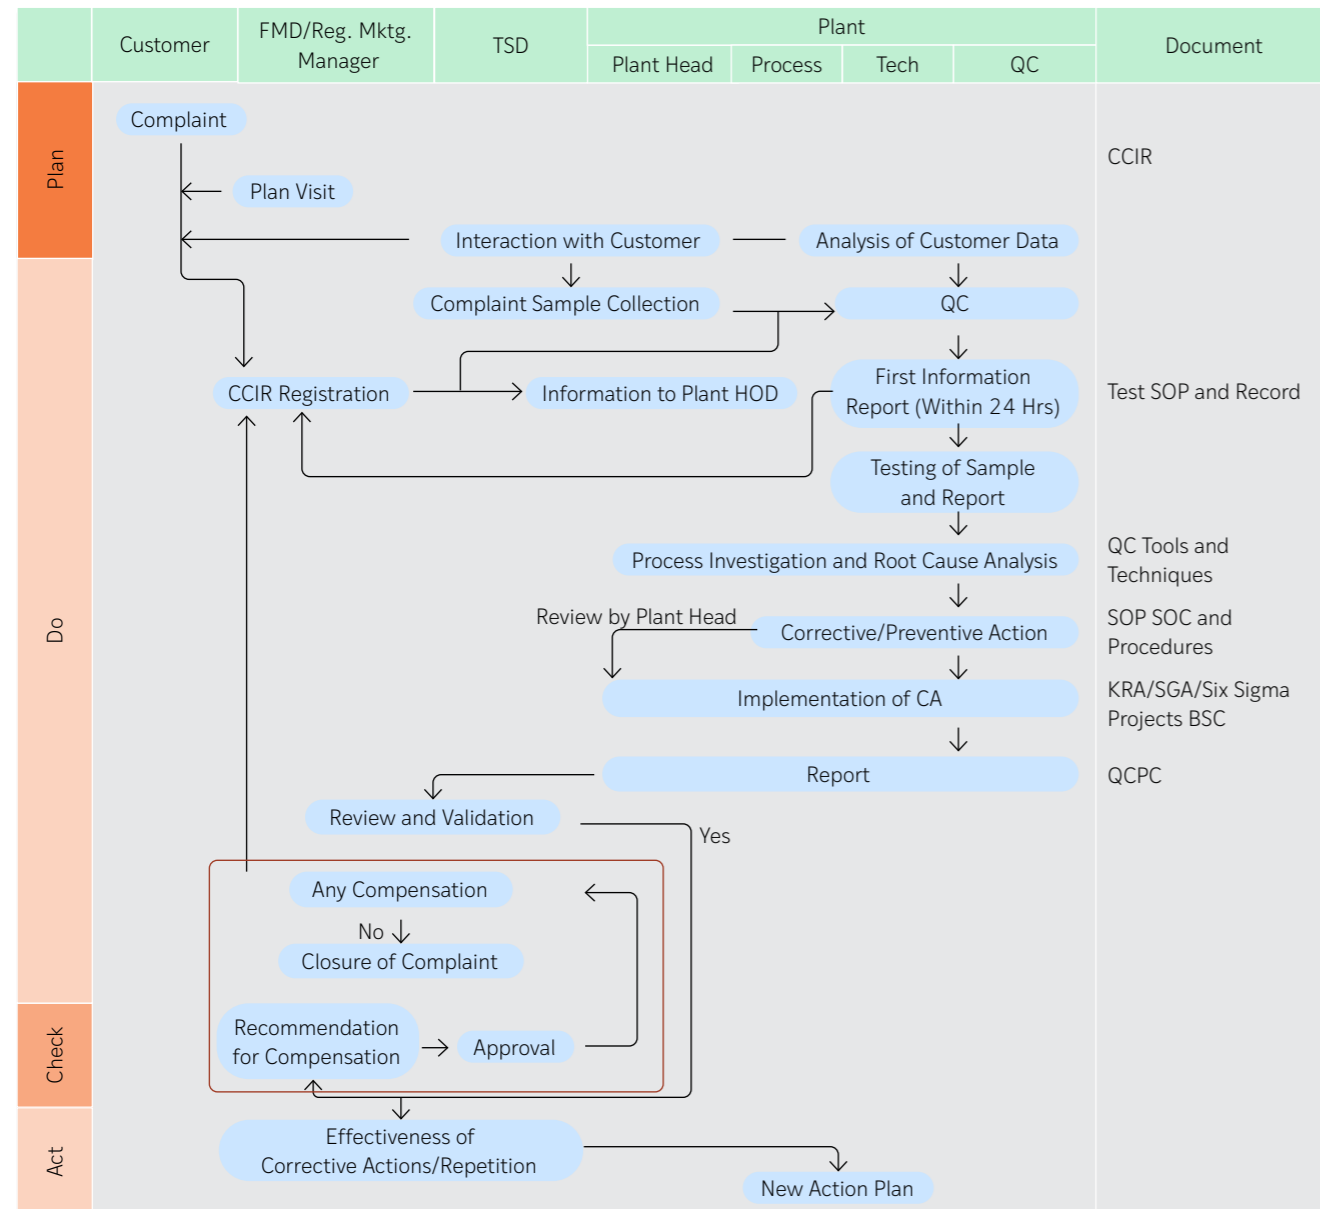 Customer
FMD/Reg. Mktg.
Manager
TSD
Plant
Plant Head
Process
Tech
QC
Document
Plan
Complaint
CCIR
Plan Visit
Interaction with Customer
Analysis of Customer Data
Do
Complaint Sample Collection
QC
CCIR Registration
Information to Plant HOD
First Information
Report (Within 24 Hrs)
Test SOP and Record
Testing of Sample
and Report
Process Investigation and Root Cause Analysis
QC Tools and
Techniques
Review by Plant Head
Corrective/Preventive Action
SOP SOC and
Procedures
Implementation of CA
KRA/SGA/Six Sigma
Projects BSC
Report
QCPC
Review and Validation
Yes
Any Compensation
No
Closure of Complaint
Check
Recommendation
for Compensation
Approval
Act
Effectiveness of
Corrective Actions/Repetition
New Action Plan